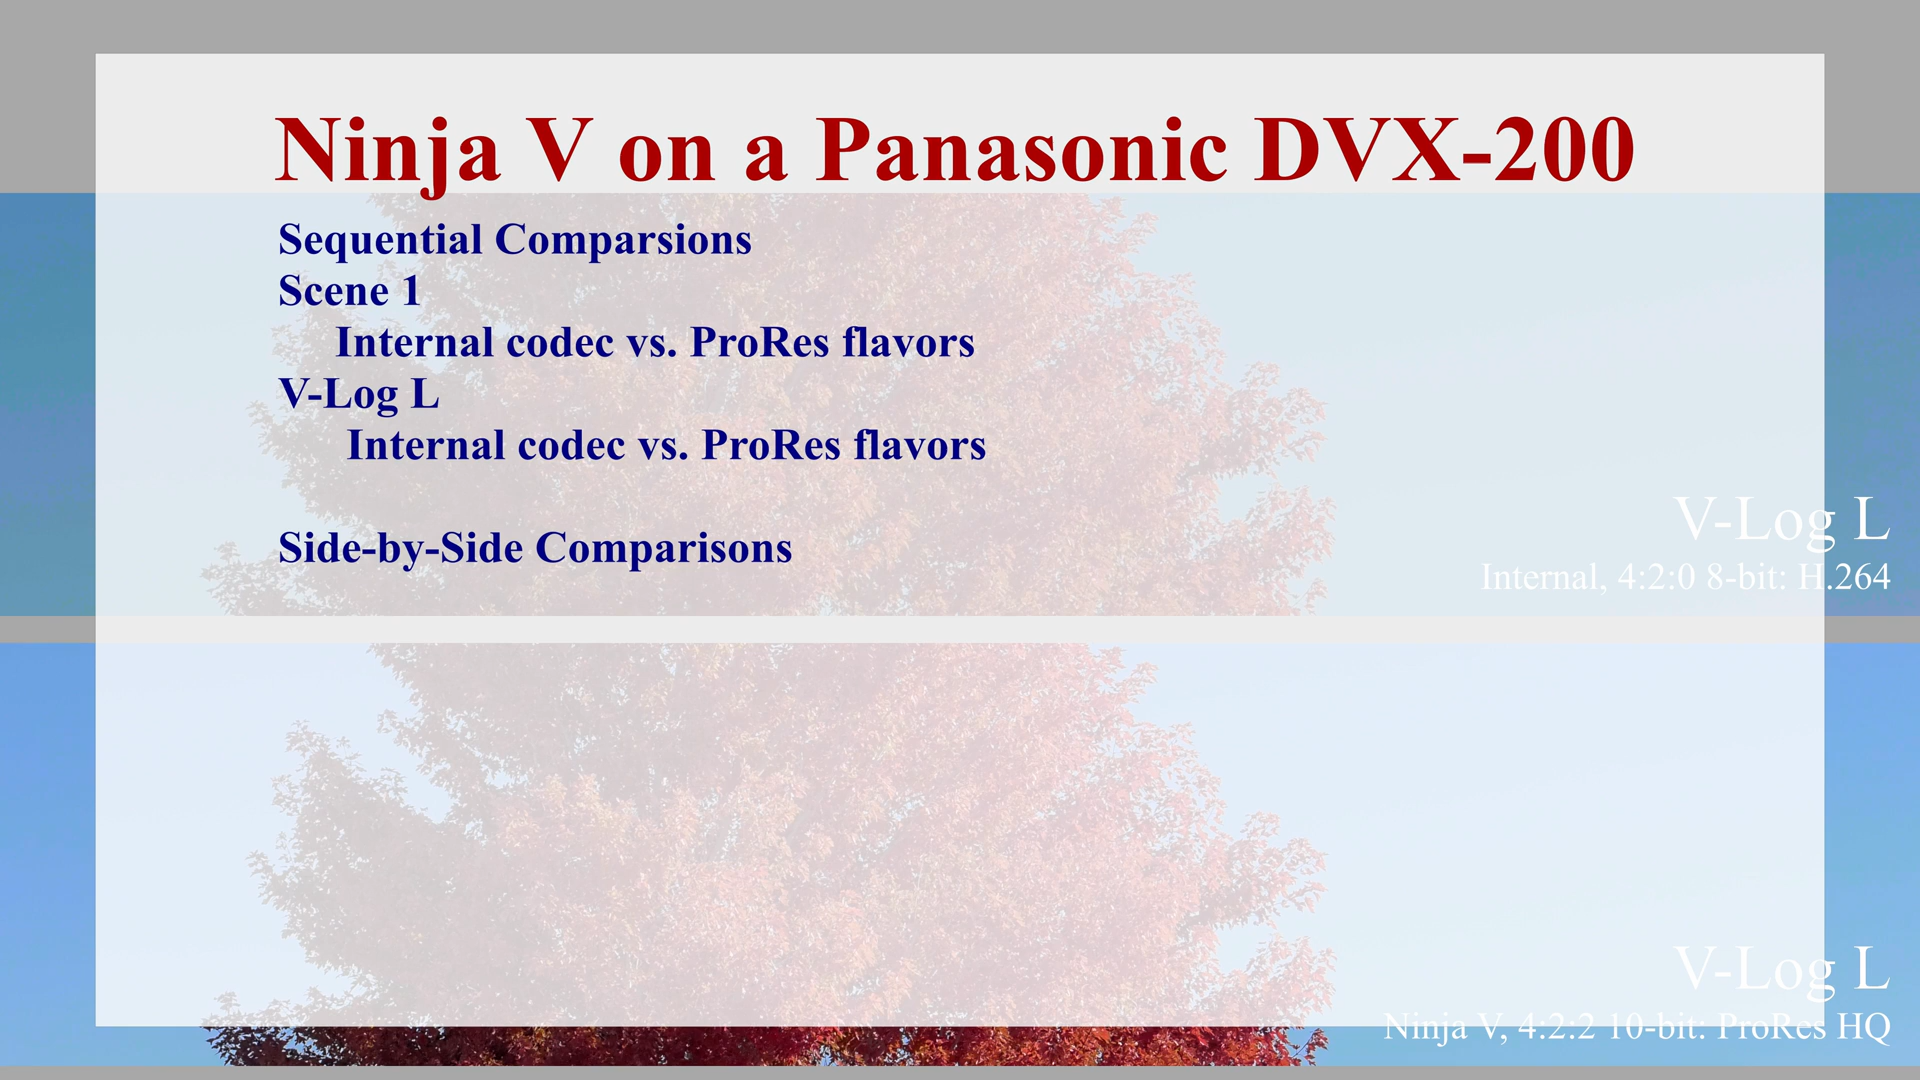 Ninja V on a Panasonic DVX-200
Sequential Comparsions
Scene 1
Internal codec vs. ProRes flavors
V-Log L
Internal codec vs. ProRes flavors
Side-by-Side Comparisons
V-Log L
Internal, 4:2:0 8-bit: H.264
V-Log L
Ninja V, 4:2:2 10-bit: ProRes HQ